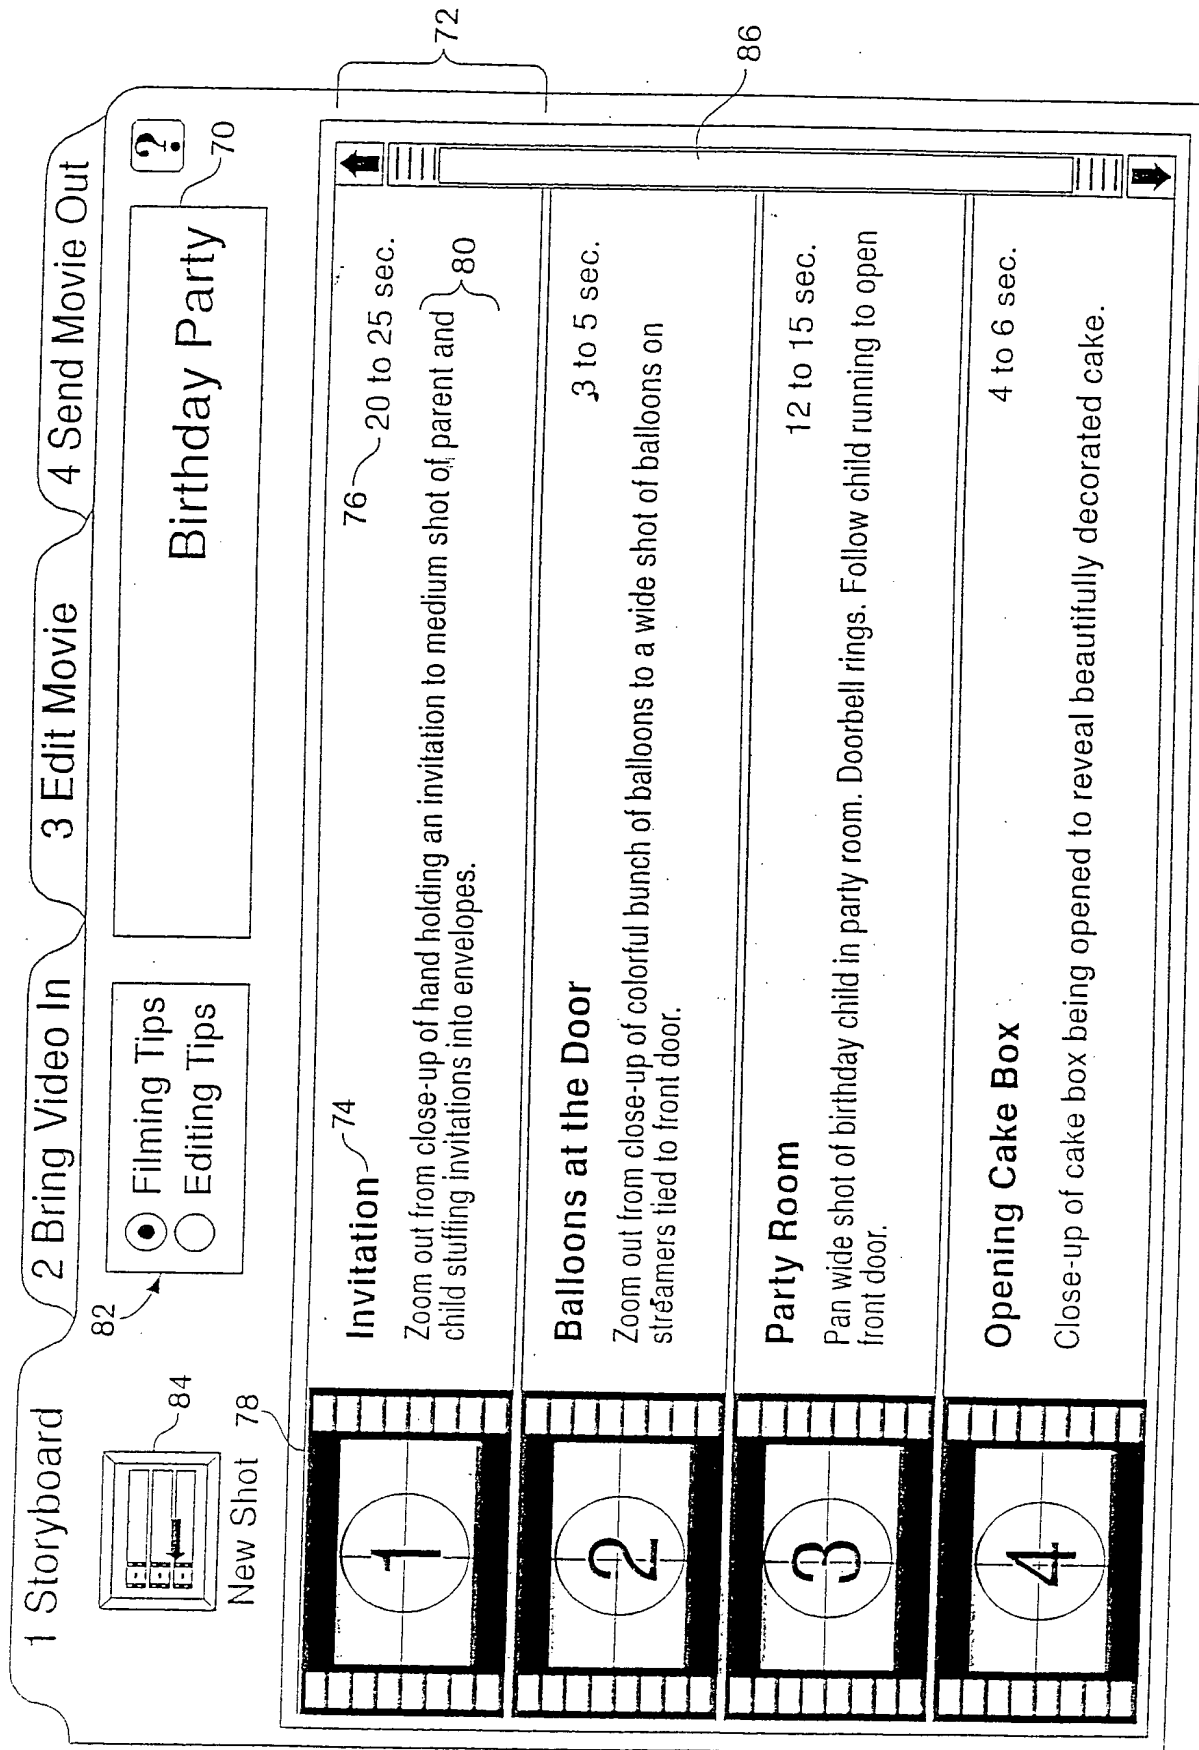 1 Storyboard
2 Bring Video In
3 Edit Movie
4 Send Movie Out
New Shot
84
82
Filming Tips
Editing Tips
Birthday Party
70
?
78
72
86
1
Invitation
74
76
20 to 25 sec.
Zoom out from close-up of hand holding an invitation to medium shot of parent and
child stuffing invitations into envelopes.
80
2
Balloons at the Door
3 to 5 sec.
Zoom out from close-up of colorful bunch of balloons to a wide shot of balloons on
streamers tied to front door.
3
Party Room
12 to 15 sec.
Pan wide shot of birthday child in party room. Doorbell rings. Follow child running to open
front door.
4
Opening Cake Box
4 to 6 sec.
Close-up of cake box being opened to reveal beautifully decorated cake.